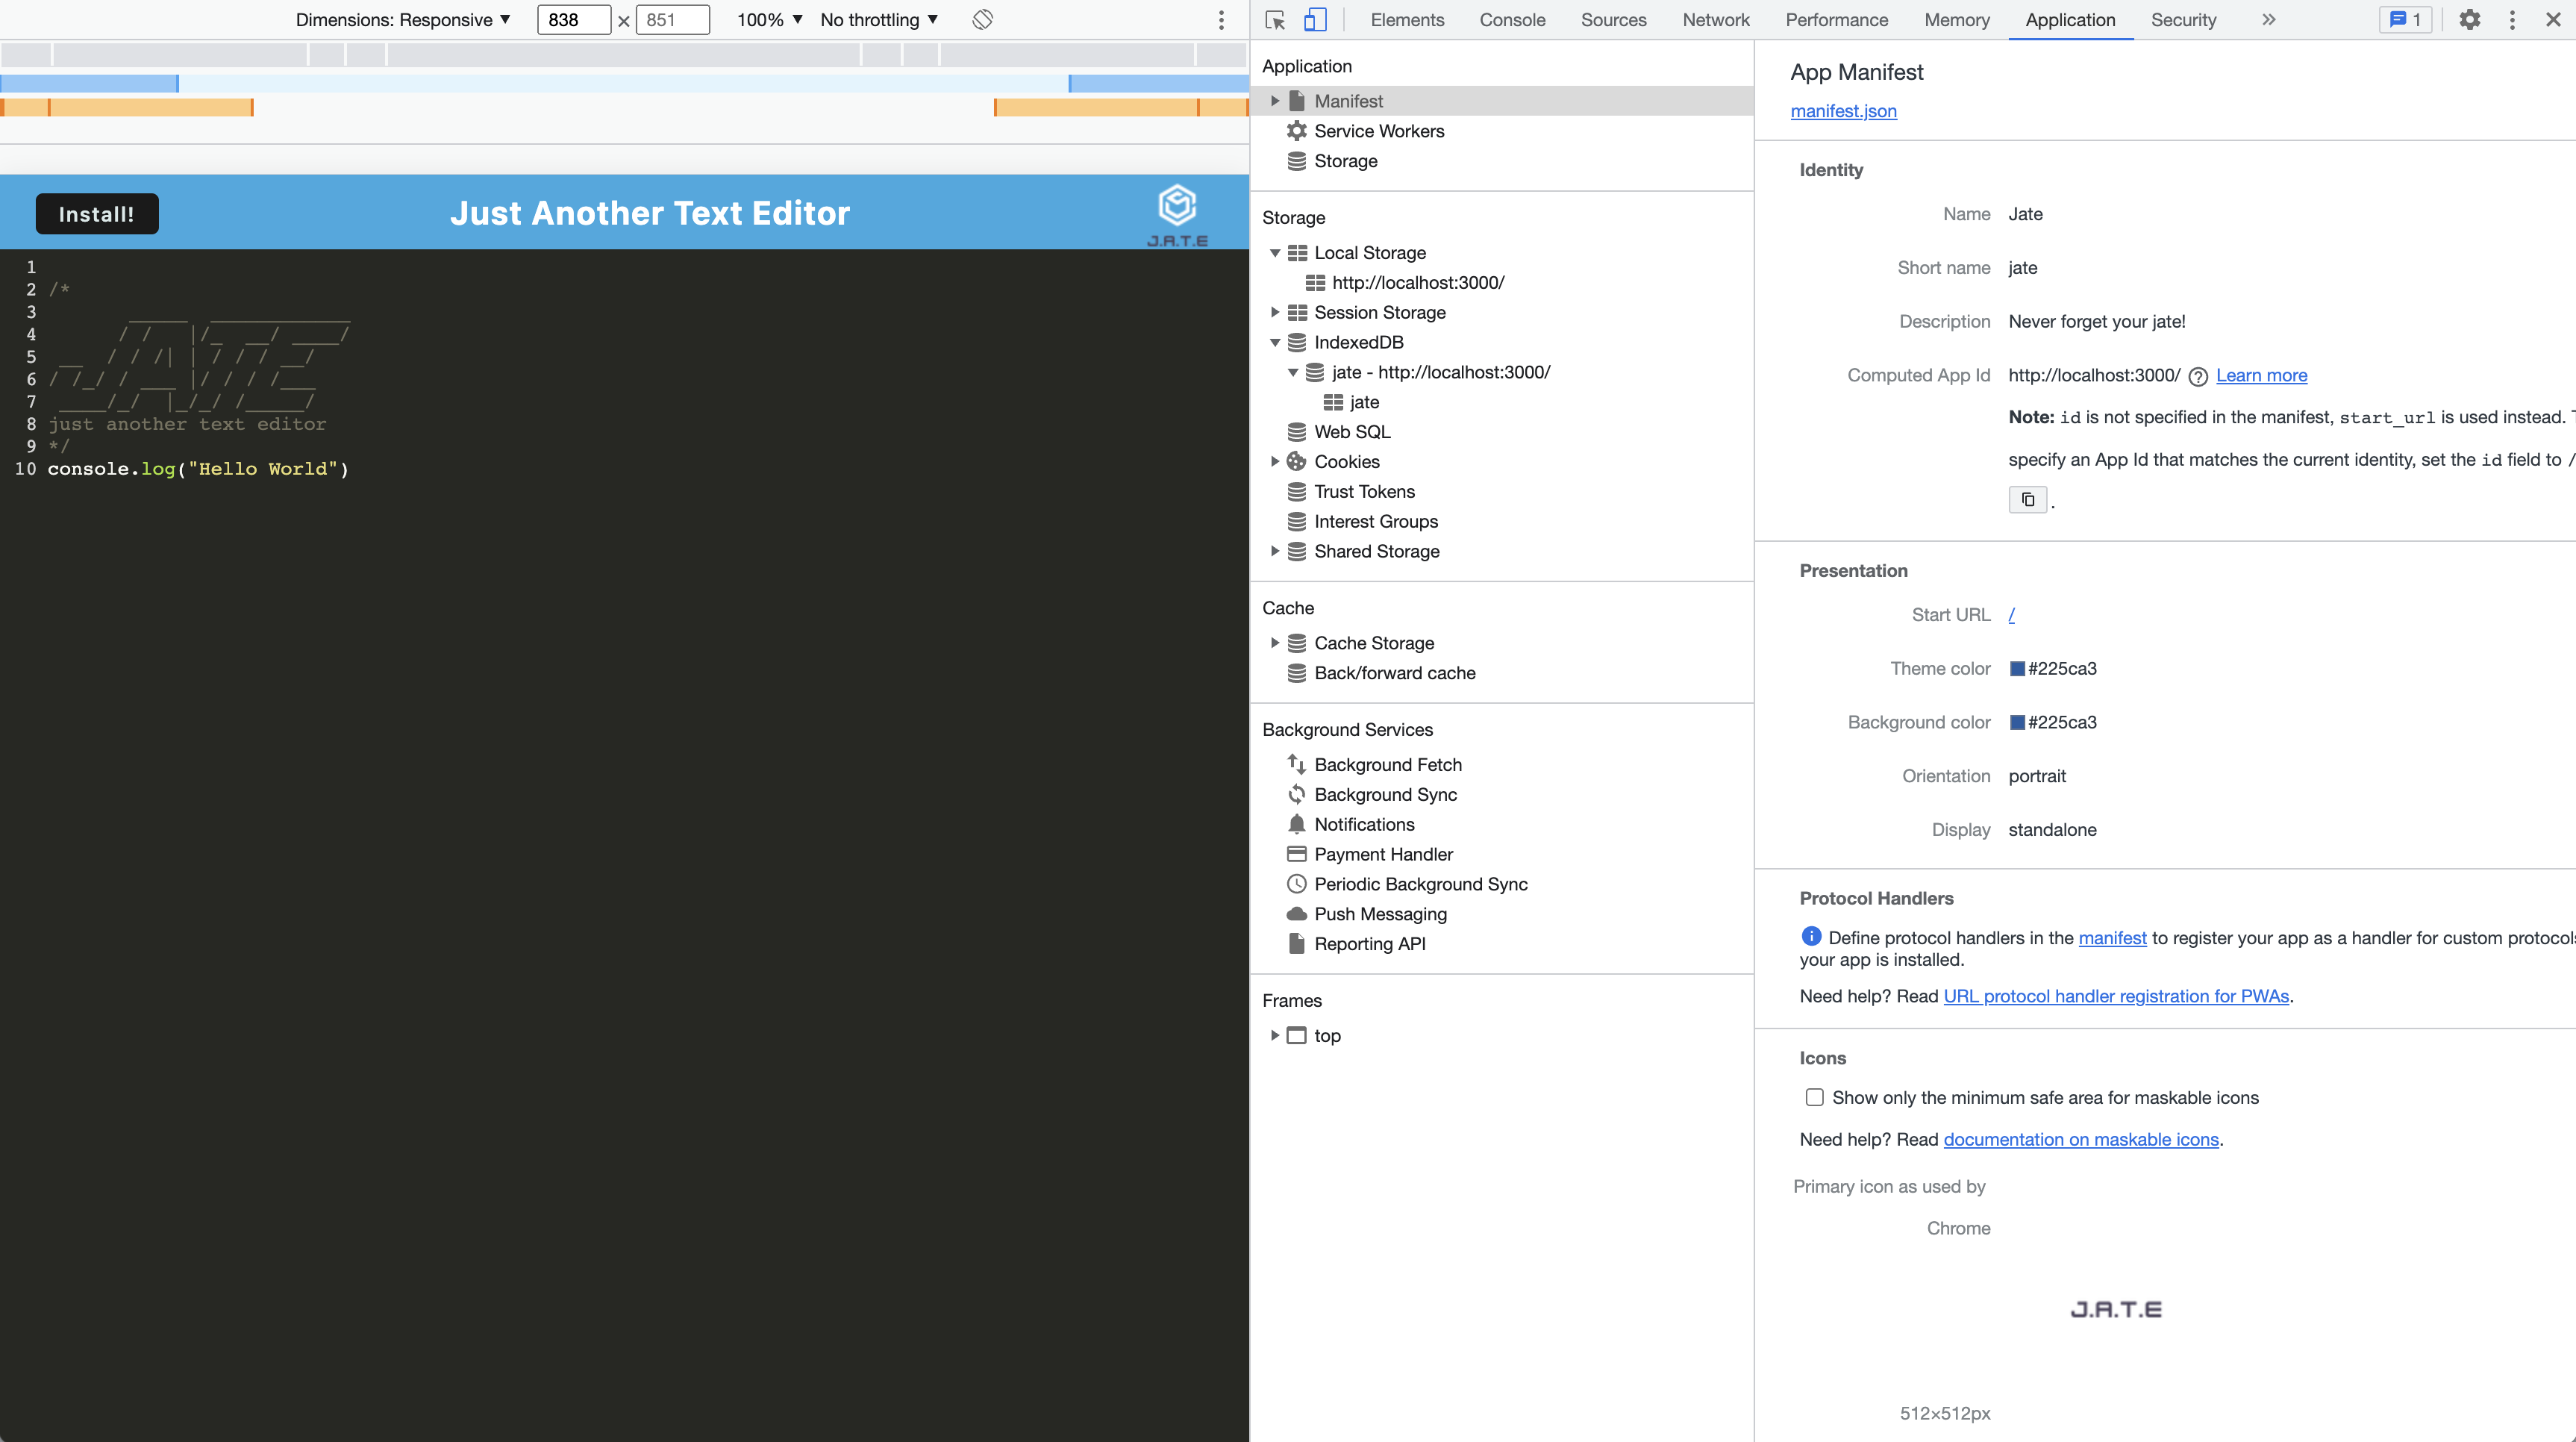 Dimensions: Responsive ▼ 838 × 851 100% ▼ No throttling ▼
Install! Just Another Text Editor
J.A.T.E
1
2 /*
3
4
5
6
7
8 just another text editor
9 */
10 console.log("Hello World")
Elements Console Sources Network Performance Memory Application Security » 1
Application
Manifest
Service Workers
Storage
Storage
Local Storage
http://localhost:3000/
Session Storage
IndexedDB
jate - http://localhost:3000/
jate
Web SQL
Cookies
Trust Tokens
Interest Groups
Shared Storage
Cache
Cache Storage
Back/forward cache
Background Services
Background Fetch
Background Sync
Notifications
Payment Handler
Periodic Background Sync
Push Messaging
Reporting API
Frames
top
App Manifest
manifest.json
Identity
Name Jate
Short name jate
Description Never forget your jate!
Computed App Id http://localhost:3000/ ? Learn more
Note: id is not specified in the manifest, start_url is used instead.
specify an App Id that matches the current identity, set the id field to /
.
Presentation
Start URL /
Theme color #225ca3
Background color #225ca3
Orientation portrait
Display standalone
Protocol Handlers
Define protocol handlers in the manifest to register your app as a handler for custom protocols
your app is installed.
Need help? Read URL protocol handler registration for PWAs.
Icons
Show only the minimum safe area for maskable icons
Need help? Read documentation on maskable icons.
Primary icon as used by
Chrome
J.A.T.E
512×512px